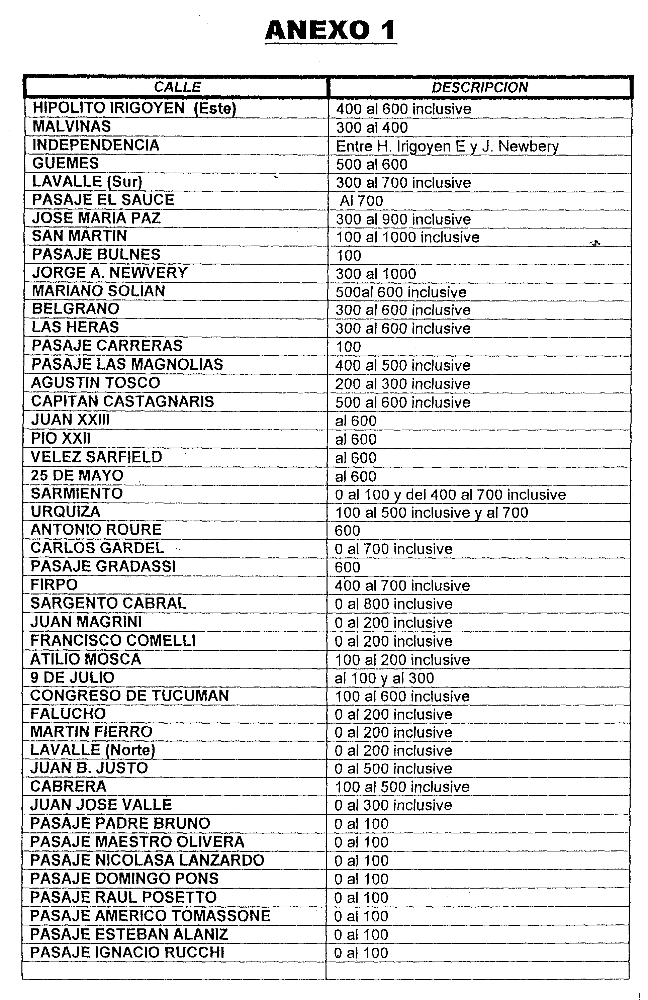 ANEXO 1
CALLE DESCRIPCION
HIPOLITO IRIGOYEN (Este) 400 al 600 inclusive
MALVINAS 300 al 400
INDEPENDENCIA Entre H. Irigoyen E y J. Newbery
GUEMES 500 al 600
LAVALLE (Sur) 300 al 700 inclusive
PASAJE EL SAUCE Al 700
JOSE MARIA PAZ 300 al 900 inclusive
SAN MARTIN 100 al 1000 inclusive
PASAJE BULNES 100
JORGE A. NEWVERY 300 al 1000
MARIANO SOLIAN 500al 600 inclusive
BELGRANO 300 al 600 inclusive
LAS HERAS 300 al 600 inclusive
PASAJE CARRERAS 100
PASAJE LAS MAGNOLIAS 400 al 500 inclusive
AGUSTIN TOSCO 200 al 300 inclusive
CAPITAN CASTAGNARIS 500 al 600 inclusive
JUAN XXIII al 600
PIO XXII al 600
VELEZ SARFIELD al 600
25 DE MAYO al 600
SARMIENTO 0 al 100 y del 400 al 700 inclusive
URQUIZA 100 al 500 inclusive y al 700
ANTONIO ROURE 600
CARLOS GARDEL 0 al 700 inclusive
PASAJE GRADASSI 600
FIRPO 400 al 700 inclusive
SARGENTO CABRAL 0 al 800 inclusive
JUAN MAGRINI 0 al 200 inclusive
FRANCISCO COMELLI 0 al 200 inclusive
ATILIO MOSCA 100 al 200 inclusive
9 DE JULIO al 100 y al 300
CONGRESO DE TUCUMAN 100 al 600 inclusive
FALUCHO 0 al 200 inclusive
MARTIN FIERRO 0 al 200 inclusive
LAVALLE (Norte) 0 al 200 inclusive
JUAN B. JUSTO 0 al 500 inclusive
CABRERA 100 al 500 inclusive
JUAN JOSE VALLE 0 al 300 inclusive
PASAJE PADRE BRUNO 0 al 100
PASAJE MAESTRO OLIVERA 0 al 100
PASAJE NICOLASA LANZARDO 0 al 100
PASAJE DOMINGO PONS 0 al 100
PASAJE RAUL POSETTO 0 al 100
PASAJE AMERICO TOMASSONE 0 al 100
PASAJE ESTEBAN ALANIZ 0 al 100
PASAJE IGNACIO RUCCHI 0 al 100